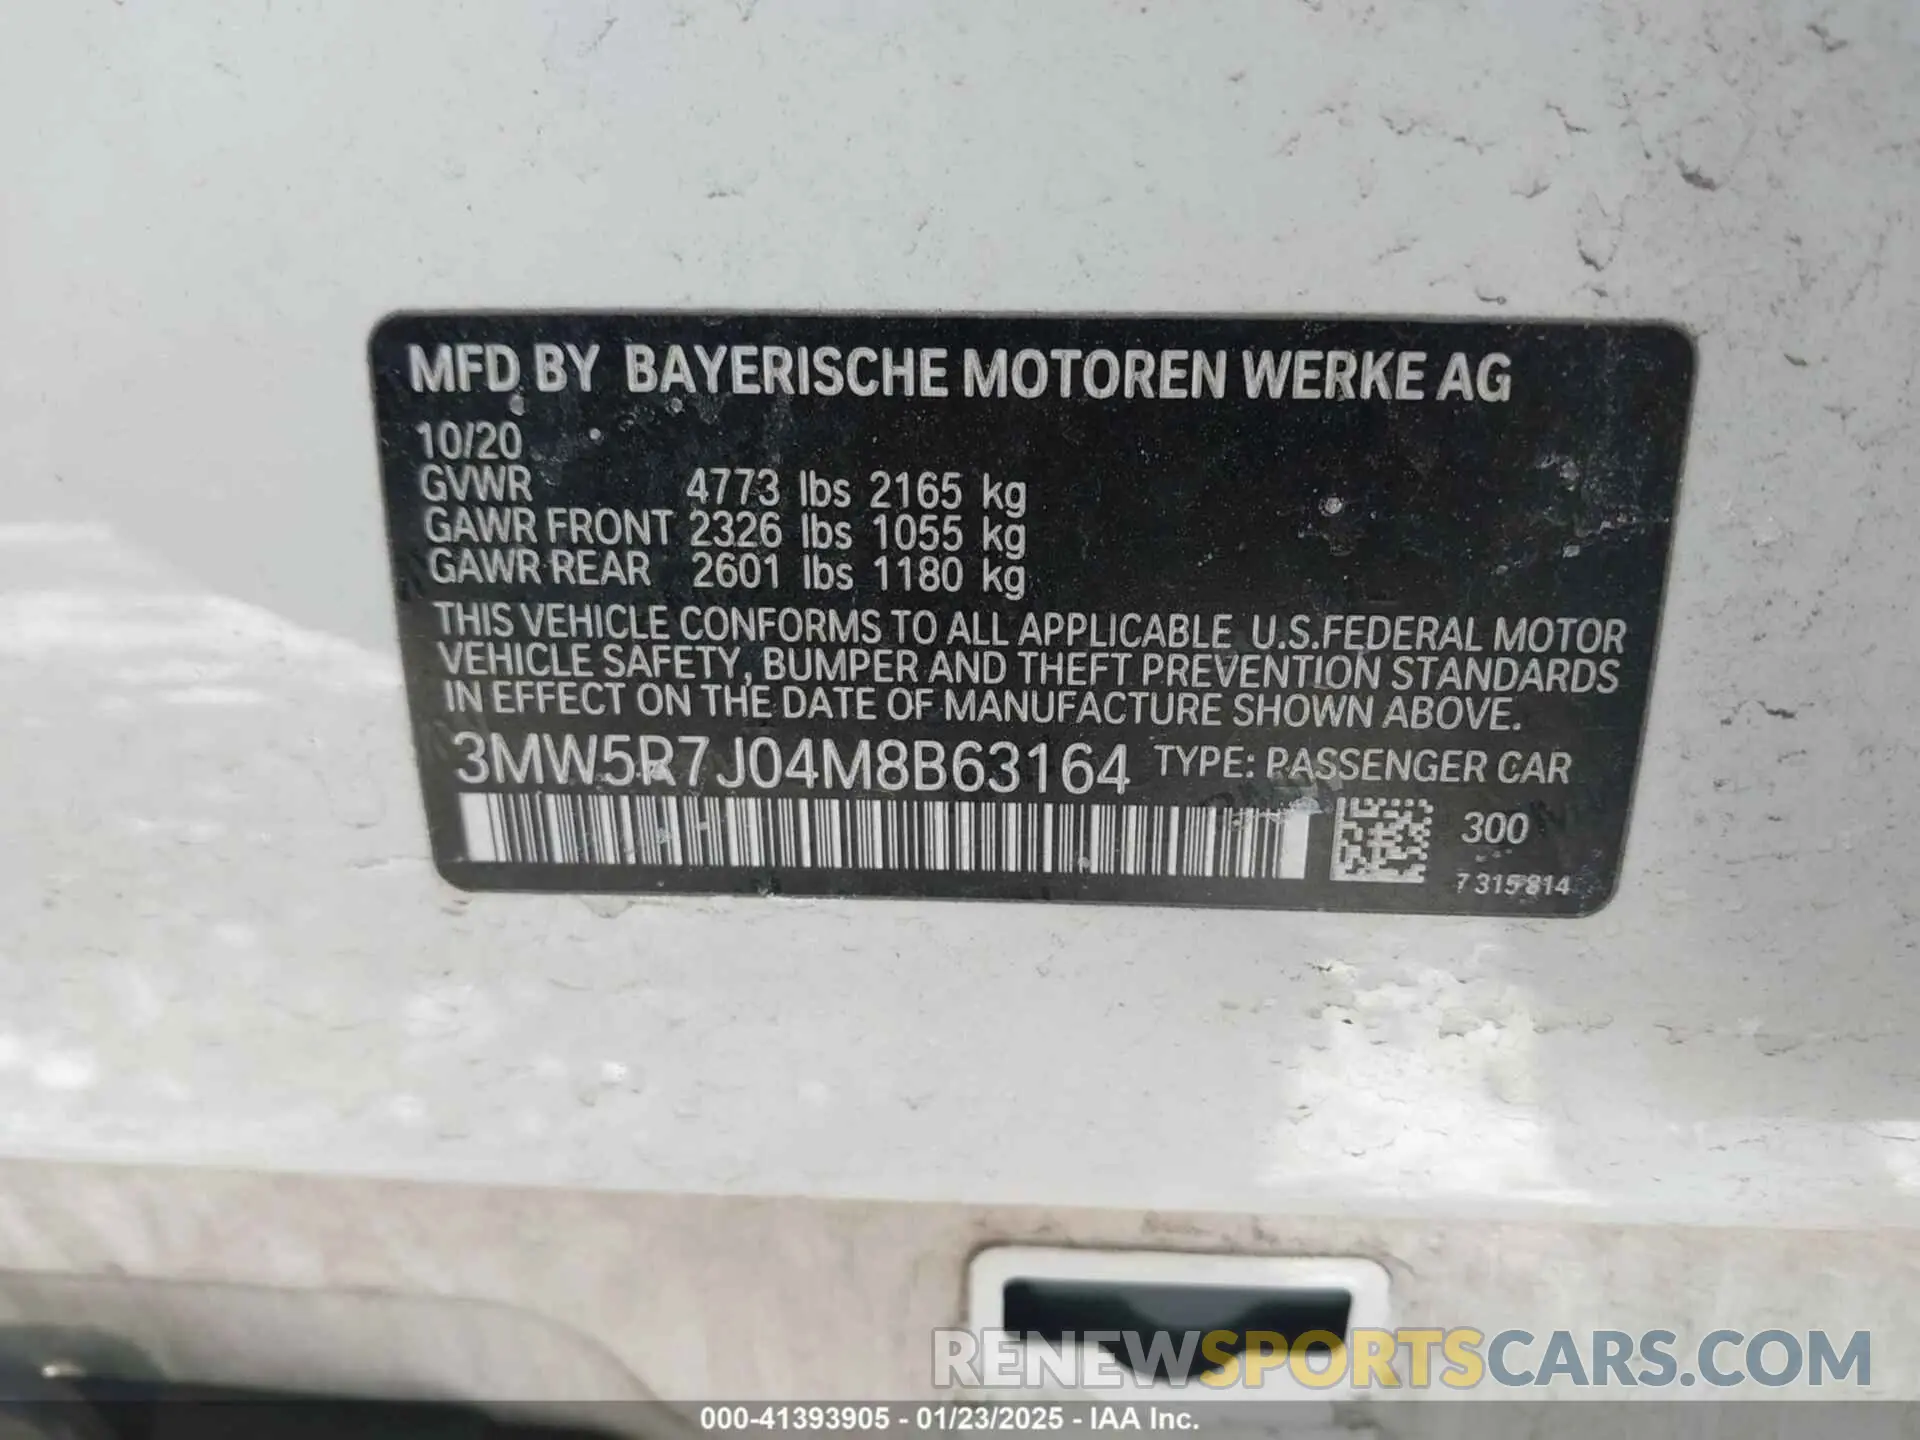 MFD BY BAYERISCHE MOTOREN WERKE AG
10/20
GVWR 4773 lbs 2165 kg
GAWR FRONT 2326 lbs 1055 kg
GAWR REAR 2601 lbs 1180 kg
THIS VEHICLE CONFORMS TO ALL APPLICABLE U.S.FEDERAL MOTOR
VEHICLE SAFETY, BUMPER AND THEFT PREVENTION STANDARDS
IN EFFECT ON THE DATE OF MANUFACTURE SHOWN ABOVE.
3MW5R7J04M8B63164 TYPE: PASSENGER CAR
300
7 315 814
RENEWSPORTSCARS.COM
000-41393905 - 01/23/2025 - IAA Inc.